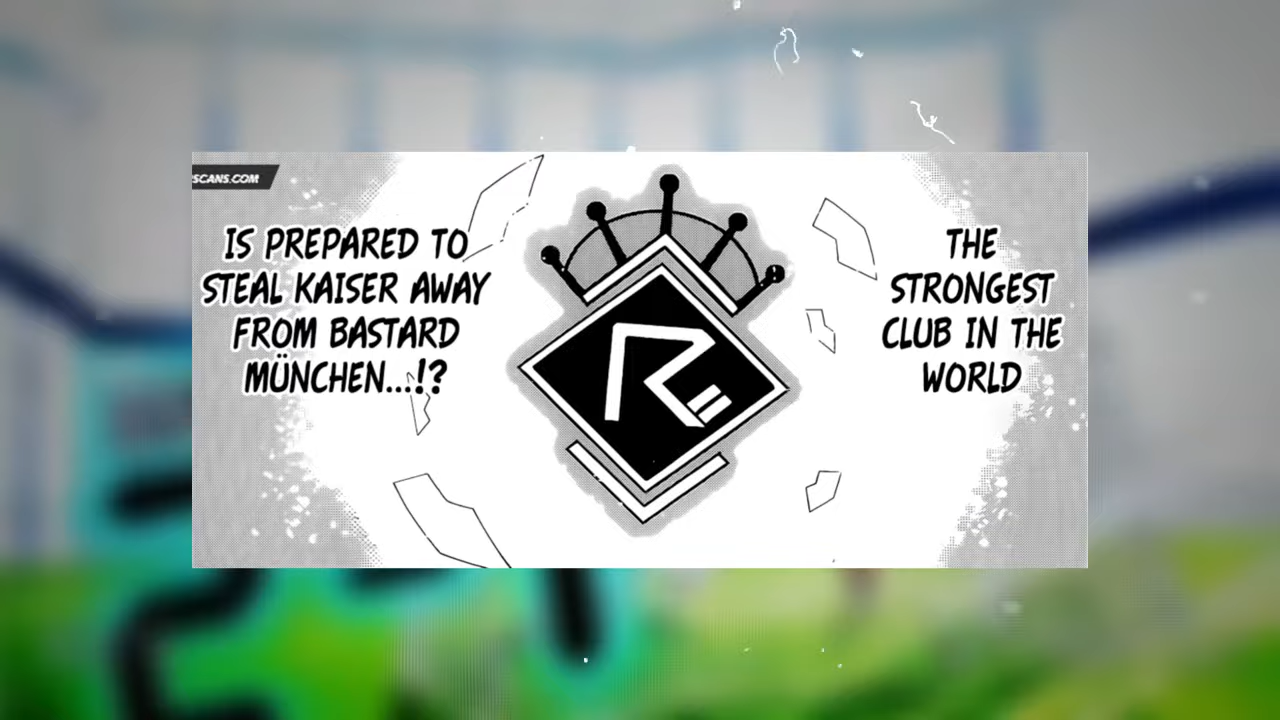 THE
STRONGEST
CLUB IN THE
WORLD
IS PREPARED TO
STEAL KAISER AWAY
FROM BASTARD
MÜNCHEN...!?
SCANS.COM